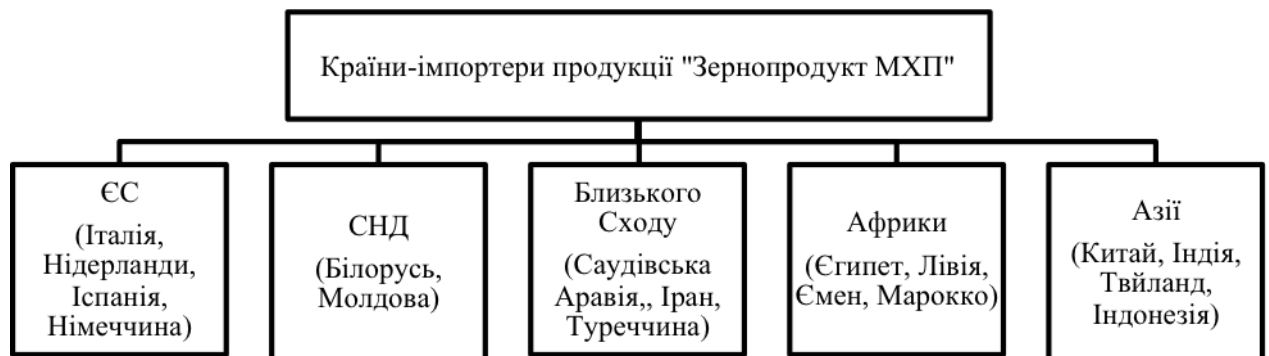 Країни-імпортери продукції "Зернопродукт МХП"
ЄС
(Італія,
Нідерланди,
Іспанія,
Німеччина)
СНД
(Білорусь,
Молдова)
Близького
Сходу
(Саудівська
Аравія,, Іран,
Туреччина)
Африки
(Єгипет, Лівія,
Ємен, Марокко)
Азії
(Китай, Індія,
Твйланд,
Індонезія)